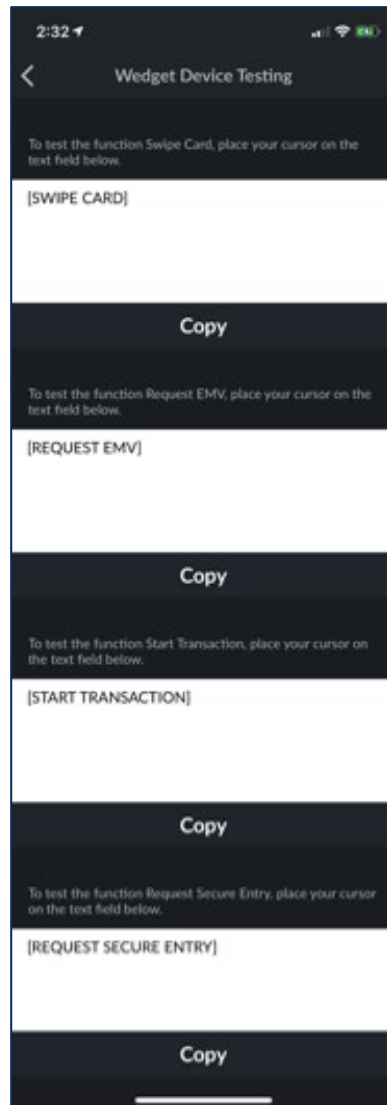 2:32
Wedget Device Testing
To test the function Swipe Card, place your cursor on the
text field below.
[SWIPE CARD]
Copy
To test the function Request EMV, place your cursor on the
text field below.
[REQUEST EMV]
Copy
To test the function Start Transaction, place your cursor on
the text field below.
[START TRANSACTION]
Copy
To test the function Request Secure Entry, place your cursor
on the text field below.
[REQUEST SECURE ENTRY]
Copy